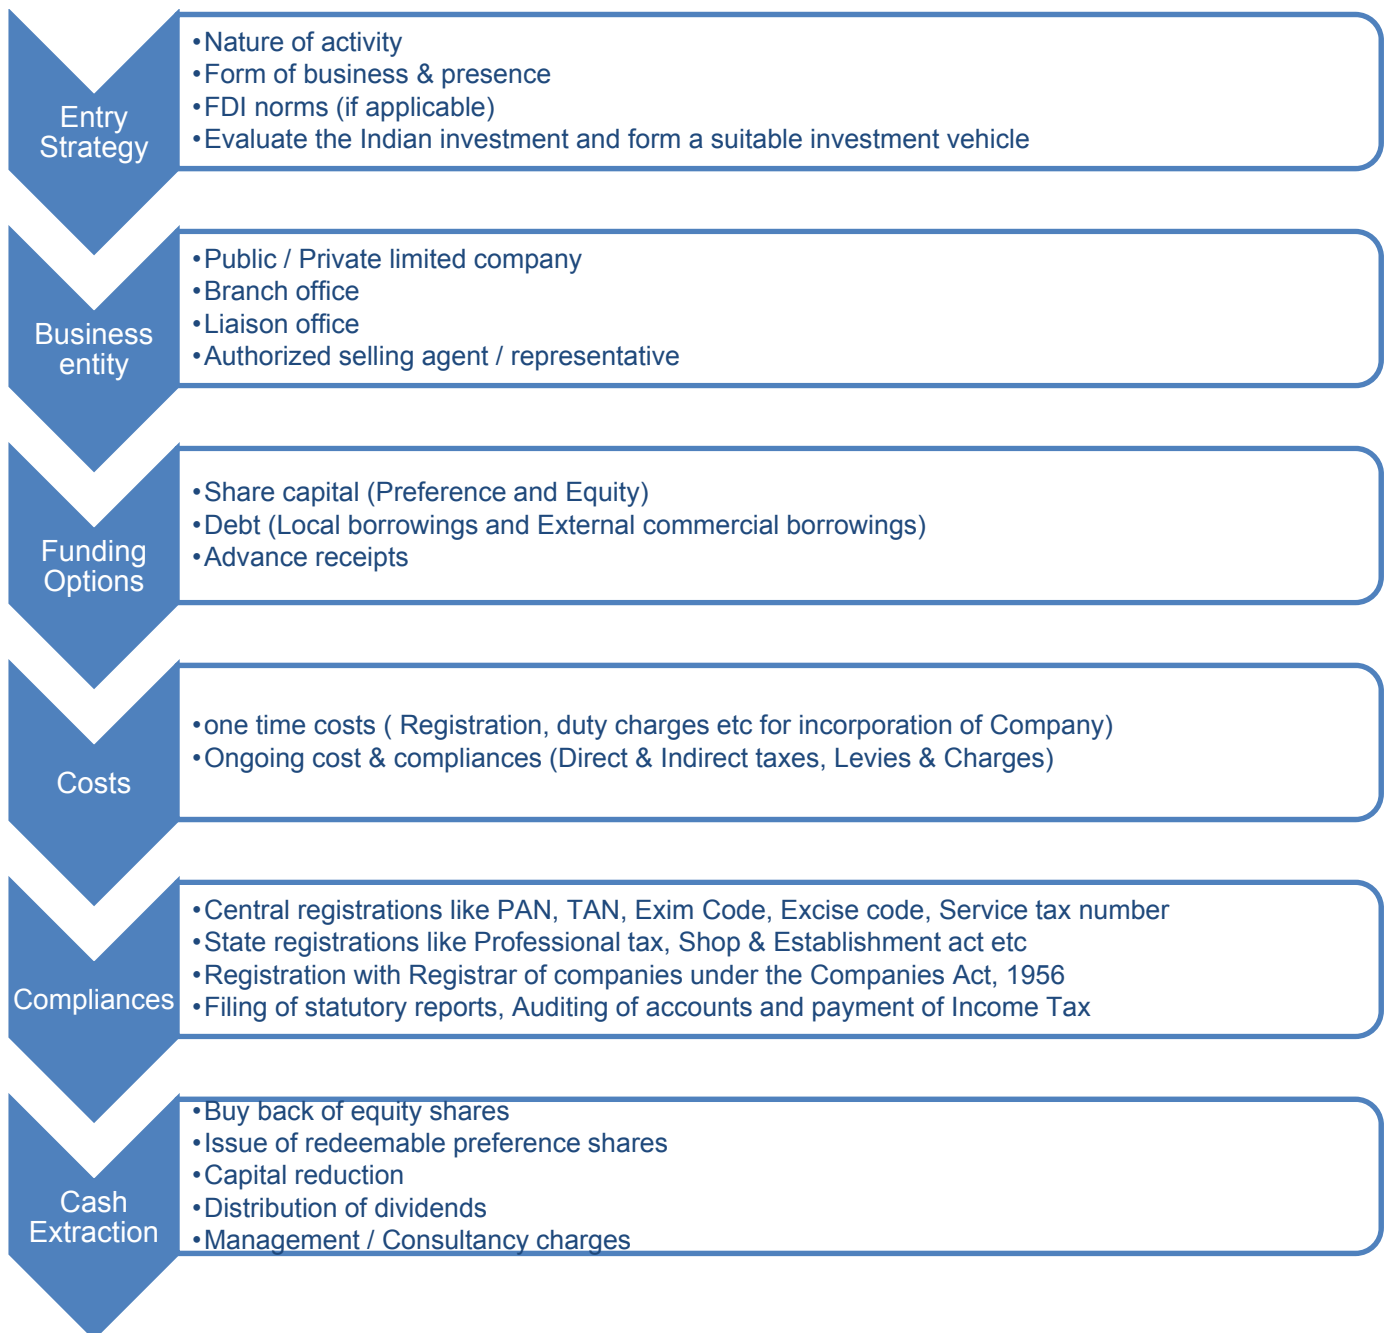 Entry
Strategy
•Nature of activity
•Form of business & presence
•FDI norms (if applicable)
•Evaluate the Indian investment and form a suitable investment vehicle
Business
entity
•Public / Private limited company
•Branch office
•Liaison office
•Authorized selling agent / representative
Funding
Options
•Share capital (Preference and Equity)
•Debt (Local borrowings and External commercial borrowings)
•Advance receipts
Costs
•one time costs ( Registration, duty charges etc for incorporation of Company)
•Ongoing cost & compliances (Direct & Indirect taxes, Levies & Charges)
Compliances
•Central registrations like PAN, TAN, Exim Code, Excise code, Service tax number
•State registrations like Professional tax, Shop & Establishment act etc
•Registration with Registrar of companies under the Companies Act, 1956
•Filing of statutory reports, Auditing of accounts and payment of Income Tax
Cash
Extraction
•Buy back of equity shares
•Issue of redeemable preference shares
•Capital reduction
•Distribution of dividends
•Management / Consultancy charges